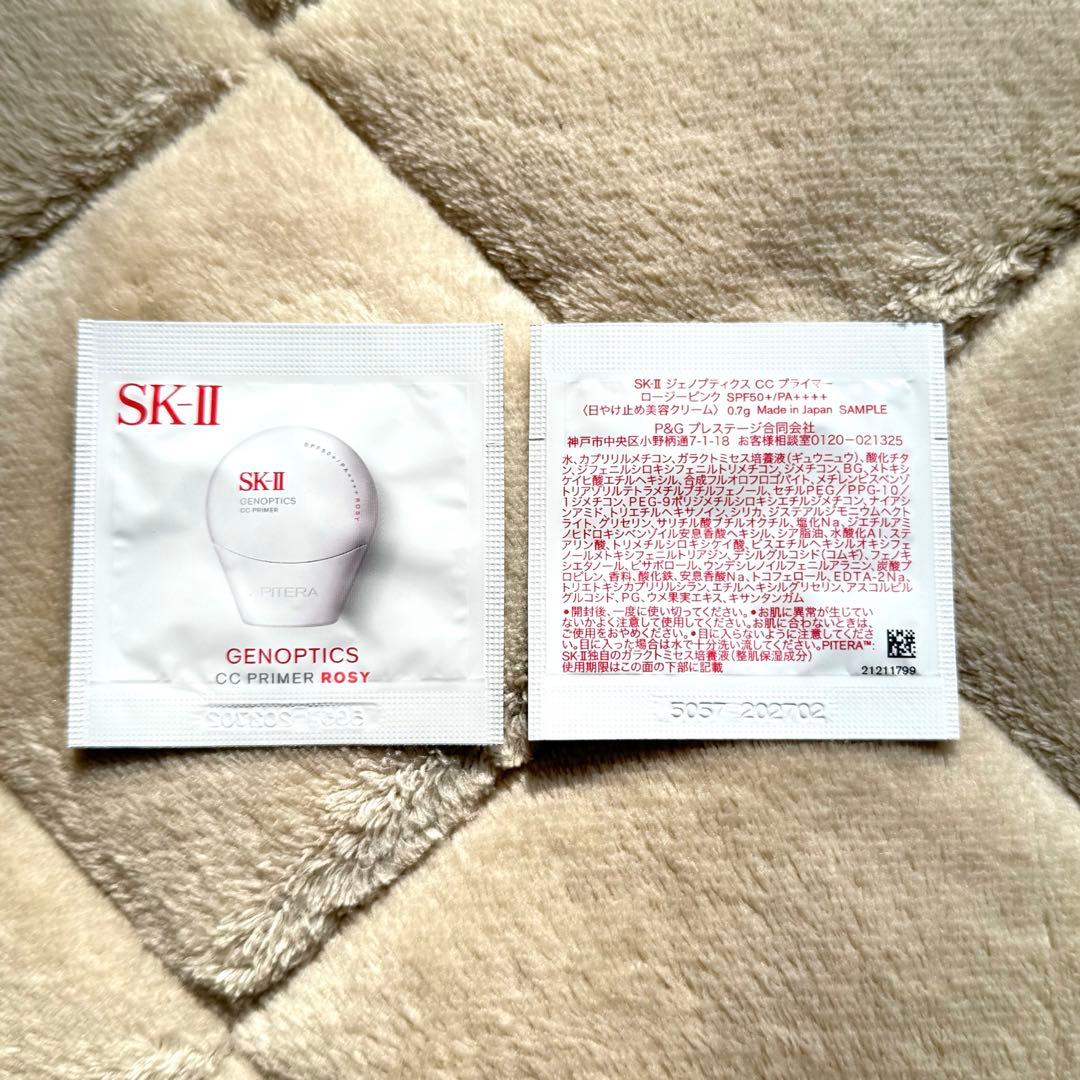 SK-II
SPF50+/PA++++ ROSY
SK-II
GENOPTICS
CC PRIMER
PITERA
GENOPTICS
CC PRIMER ROSY
SK-II ジェノプティクス CC プライマー
ロージーピンク SPF50+/PA++++
〈日やけ止め美容クリーム〉 0.7g Made in Japan SAMPLE
P&G プレステージ合同会社
神戸市中央区小野柄通7-1-18 お客様相談室0120-021325
水、カプリリルメチコン、ガラクトミセス培養液(ギュウニュウ)、酸化チ
タン、ジフェニルシロキシフェニルトリメチコン、ジメチコン、BG、メトキシ
ケイヒ酸エチルヘキシル、合成フルオロフロゴパイト、メチレンビスベンゾ
トリアゾリルテトラメチルブチルフェノール、セチルPEG/PPG-10/
1ジメチコン、PEG-9ポリジメチルシロキシエチルジメチコン、ナイアシ
ンアミド、トリエチルヘキサノイン、シリカ、ジステアルジモニウムヘクト
ライト、グリセリン、サリチル酸ブチルオクチル、塩化Na、ジエチルアミ
ノヒドロキシベンゾイル安息香酸ヘキシル、シア脂油、水酸化Al、ス
テアリン酸、トリメチルシロキシケイ酸、ビスエチルヘキシルオキシフェ
ノールメトキシフェニルトリアジン、デシルグルコシド(コムギ)、フェノキ
シエタノール、ビサボロール、ウンデシレノイルフェニルアラニン、炭酸
プロピレン、香料、酸化鉄、安息香酸Na、トコフェロール、EDTA-2Na、
トリエトキシカプリリルシラン、エチルヘキシルグリセリン、アスコルビル
グルコシド、PG、ウメ果実エキス、キサンタンガム
•開封後、一度に使い切ってください。•お肌に異常が生じてい
ないかよく注意して使用してください。お肌に合わないときは、
ご使用をおやめください。•目に入らないように注意してくださ
い。目に入った場合は水で十分洗い流してください。PITERA™:
SK-II独自のガラクトミセス培養液(整肌保湿成分)
使用期限はこの面の下部に記載
21211799
5057 202702